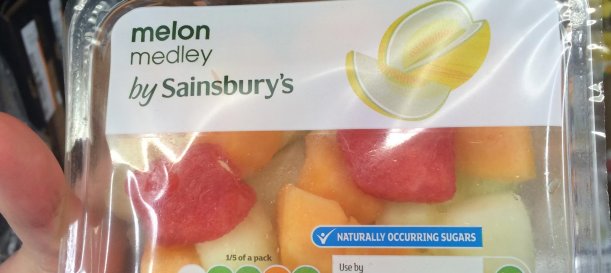 melon
medley
by Sainsbury's
NATURALLY OCCURRING SUGARS
1/5 of a pack
Use by